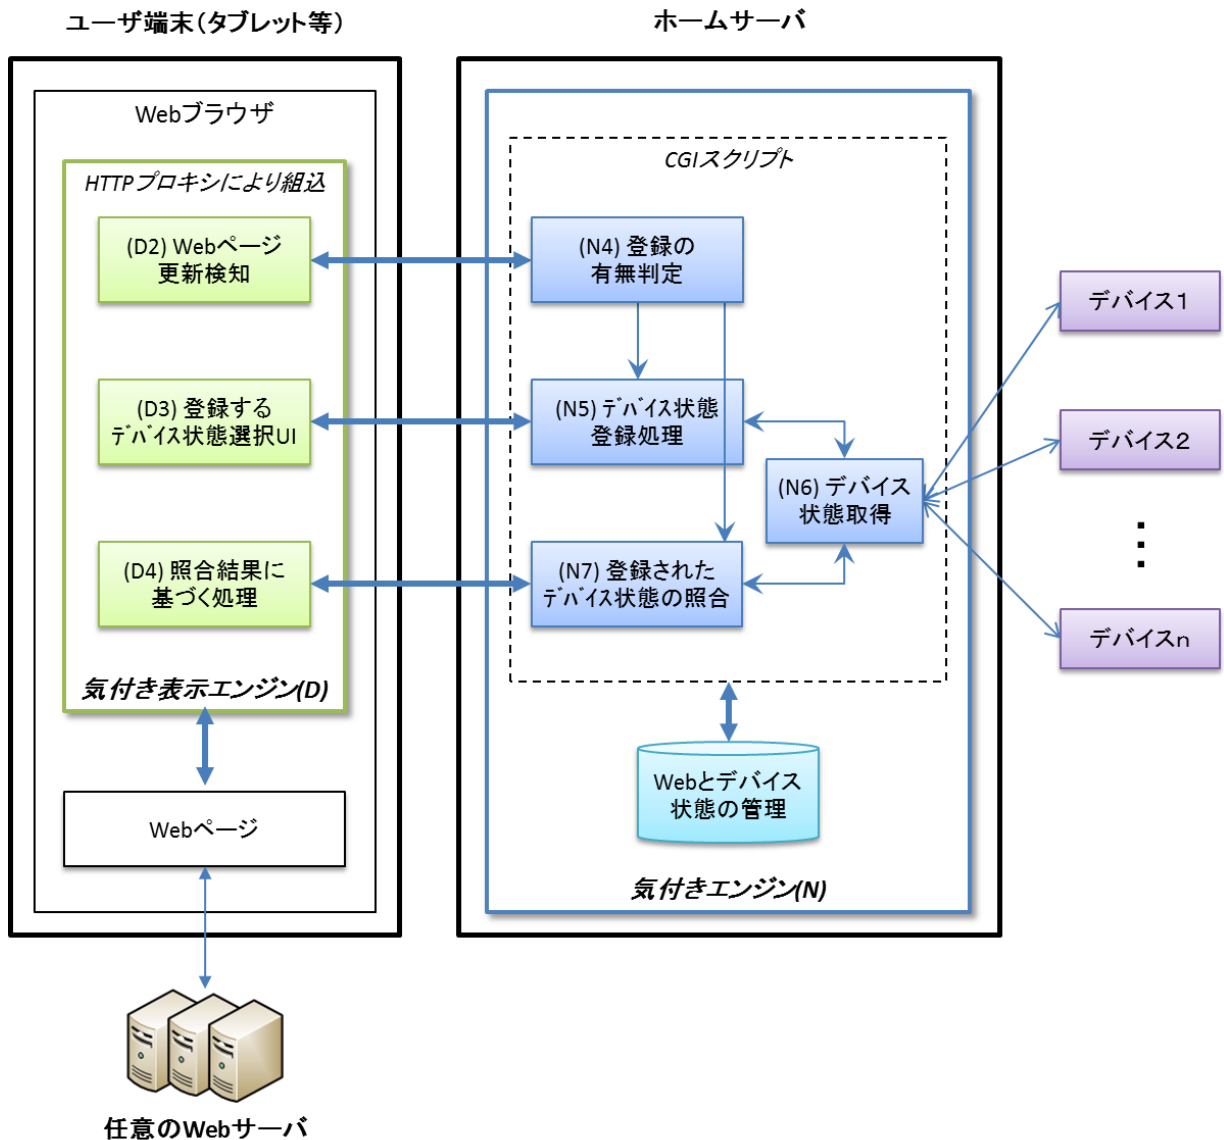 ユーザ端末（タブレット等）
ホームサーバ
Webブラウザ
HTTPプロキシにより組込
(D2) Webページ
更新検知
(D3) 登録する
ﾃﾞﾊﾞｲｽ状態選択UI
(D4) 照合結果に
基づく処理
気付き表示エンジン(D)
Webページ
任意のWebサーバ
CGIスクリプト
(N4) 登録の
有無判定
(N5) ﾃﾞﾊﾞｲｽ状態
登録処理
(N6) デバイス
状態取得
(N7) 登録された
ﾃﾞﾊﾞｲｽ状態の照合
Webとデバイス
状態の管理
気付きエンジン(N)
デバイス１
デバイス２
⋮
デバイスｎ